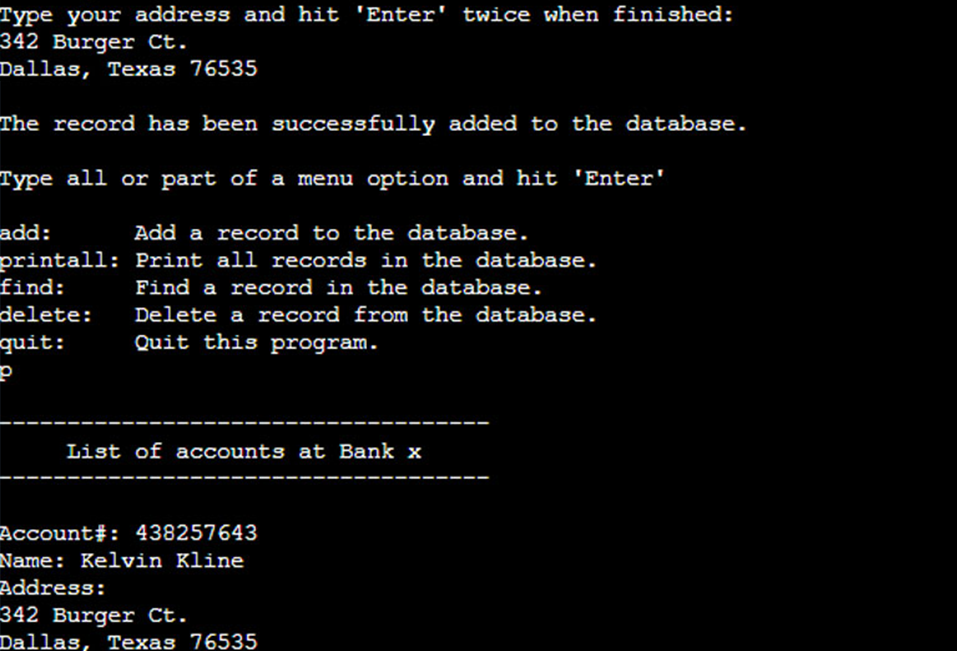 Type your address and hit 'Enter' twice when finished:
342 Burger Ct.
Dallas, Texas 76535
The record has been successfully added to the database.
Type all or part of a menu option and hit 'Enter'
add: Add a record to the database.
printall: Print all records in the database.
find: Find a record in the database.
delete: Delete a record from the database.
quit: Quit this program.
p
------------------------------------
List of accounts at Bank x
------------------------------------
Account#: 438257643
Name: Kelvin Kline
Address:
342 Burger Ct.
Dallas, Texas 76535